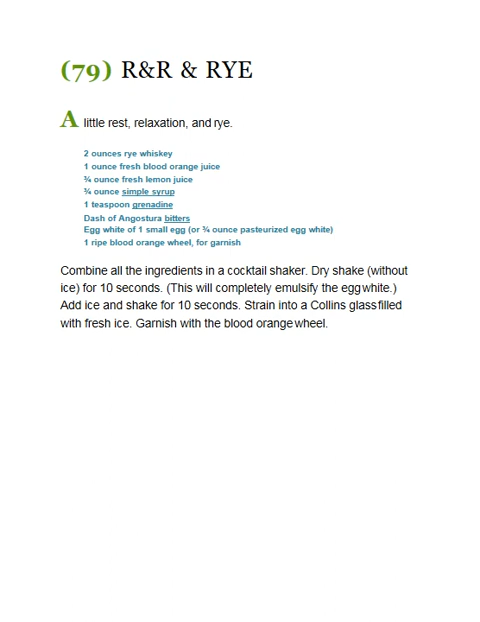 (79) R&R & RYE
A little rest, relaxation, and rye.
2 ounces rye whiskey
1 ounce fresh blood orange juice
¾ ounce fresh lemon juice
¾ ounce simple syrup
1 teaspoon grenadine
Dash of Angostura bitters
Egg white of 1 small egg (or ¾ ounce pasteurized egg white)
1 ripe blood orange wheel, for garnish
Combine all the ingredients in a cocktail shaker. Dry shake (without
ice) for 10 seconds. (This will completely emulsify the egg white.)
Add ice and shake for 10 seconds. Strain into a Collins glass filled
with fresh ice. Garnish with the blood orange wheel.